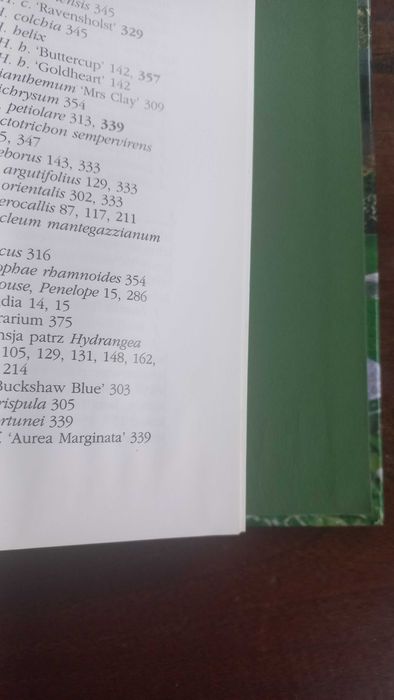 ensis 345
H. c. 'Ravensholst' 329
H. colchia 345
H. helix
H. h. 'Buttercup' 142, 357
H. h. 'Goldheart' 142
ianthemum 'Mrs Clay' 309
ichrysum 354
. petiolare 313, 339
ctotrichon sempervirens
5, 347
eborus 143, 333
argutifolius 129, 333
orientalis 302, 333
erocallis 87, 117, 211
cleum mantegazzianum
cus 316
ophae rhamnoides 354
ouse, Penelope 15, 286
dia 14, 15
rarium 375
nsja patrz Hydrangea
105, 129, 131, 148, 162,
214
Buckshaw Blue' 303
rispula 305
rtunei 339
f. 'Aurea Marginata' 339